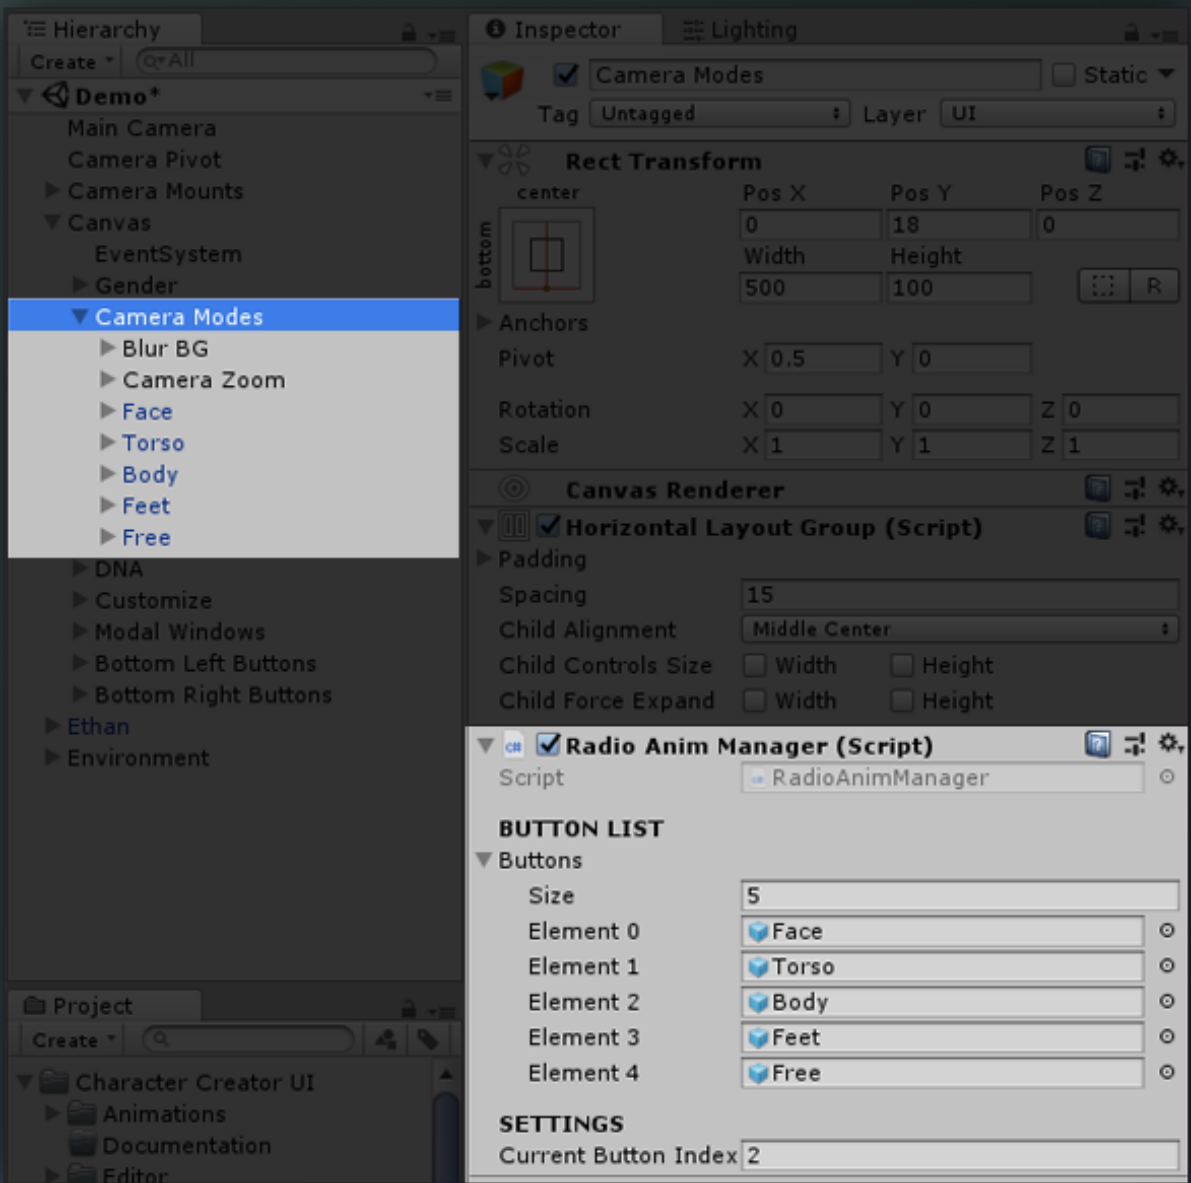 Hierarchy
Create
All
Demo*
Main Camera
Camera Pivot
Camera Mounts
Canvas
EventSystem
Gender
Camera Modes
Blur BG
Camera Zoom
Face
Torso
Body
Feet
Free
DNA
Customize
Modal Windows
Bottom Left Buttons
Bottom Right Buttons
Ethan
Environment
Project
Create
Character Creator UI
Animations
Documentation
Editor
Inspector Lighting
Camera Modes Static
Tag Untagged Layer UI
Rect Transform
center Pos X Pos Y Pos Z
bottom
0 18 0
Width Height
500 100 R
Anchors
Pivot X 0.5 Y 0
Rotation X 0 Y 0 Z 0
Scale X 1 Y 1 Z 1
Canvas Renderer
Horizontal Layout Group (Script)
Padding
Spacing 15
Child Alignment Middle Center
Child Controls Size Width Height
Child Force Expand Width Height
C# Radio Anim Manager (Script)
Script RadioAnimManager
BUTTON LIST
Buttons
Size 5
Element 0 Face
Element 1 Torso
Element 2 Body
Element 3 Feet
Element 4 Free
SETTINGS
Current Button Index 2